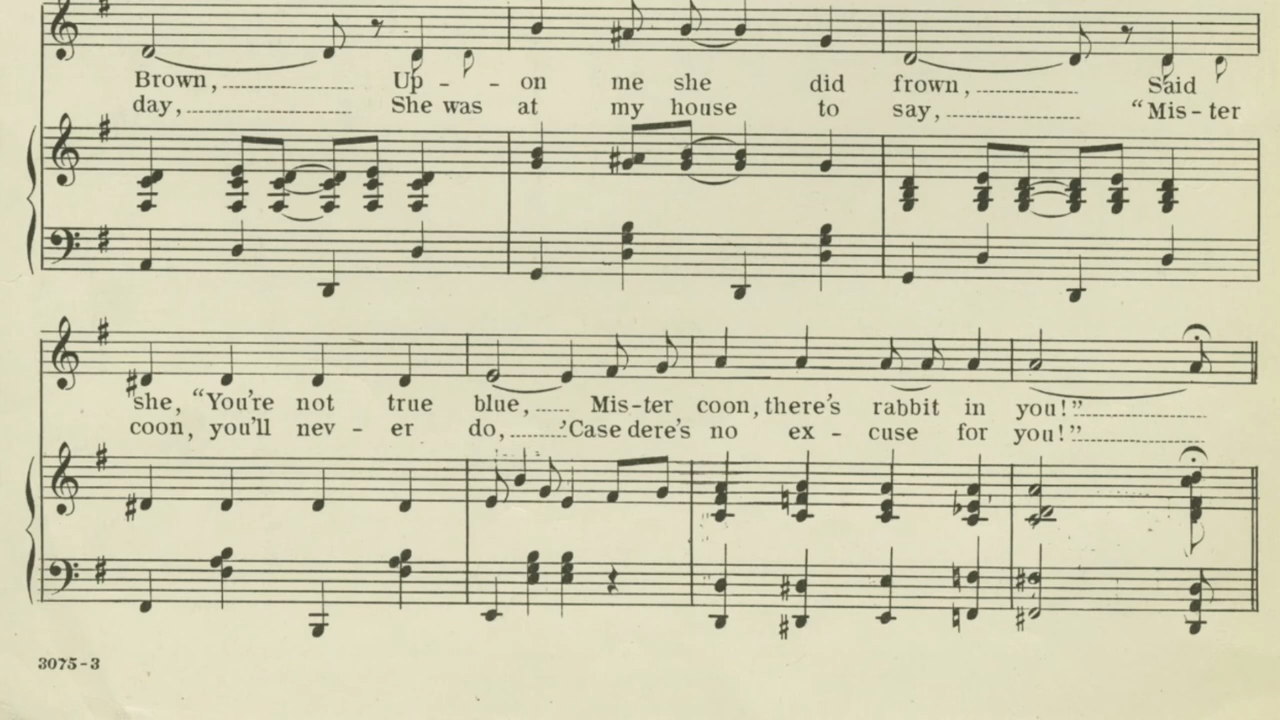 Brown, Up - - on me she did frown, Said
day, She was at my house to say, "Mis-ter
she, "You're not true blue, Mis-ter coon, there's rabbit in you!"
coon, you'll nev - er do, 'Case dere's no ex - cuse for you!"
3075-3